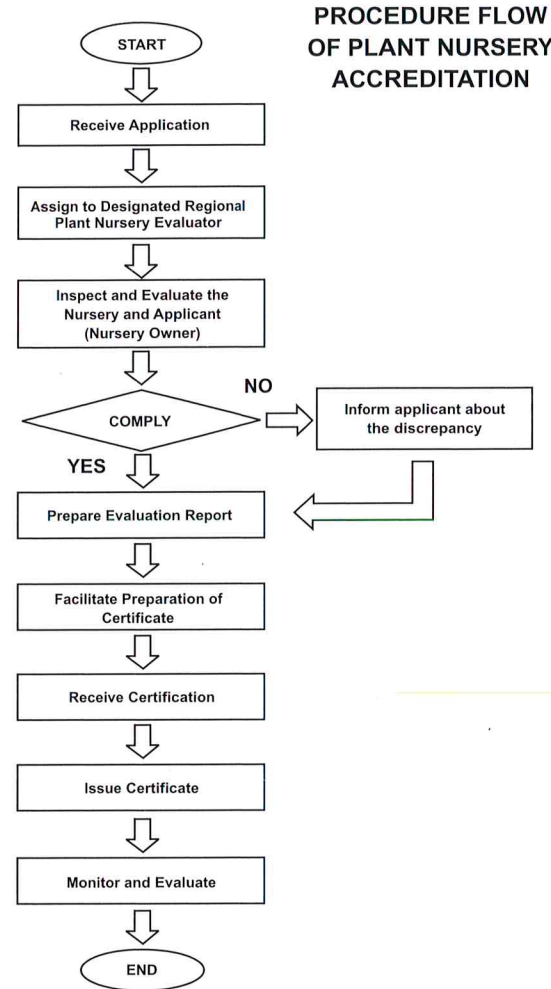 PROCEDURE FLOW
OF PLANT NURSERY
ACCREDITATION
START
Receive Application
Assign to Designated Regional
Plant Nursery Evaluator
Inspect and Evaluate the
Nursery and Applicant
(Nursery Owner)
COMPLY
NO
Inform applicant about
the discrepancy
YES
Prepare Evaluation Report
Facilitate Preparation of
Certificate
Receive Certification
Issue Certificate
Monitor and Evaluate
END